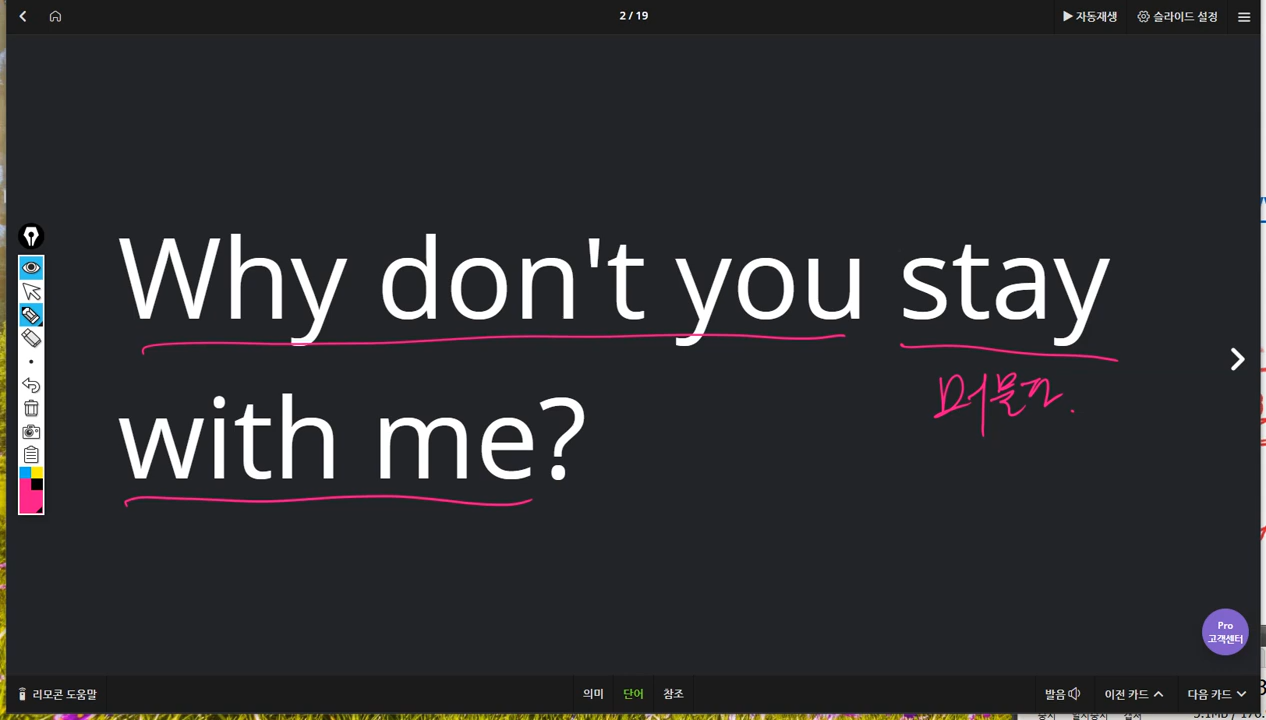 2 / 19
자동재생
슬라이드 설정
Why don't you stay
머물다.
with me?
Pro
고객센터
리모콘 도움말
의미
단어
참조
발음
이전 카드
다음 카드